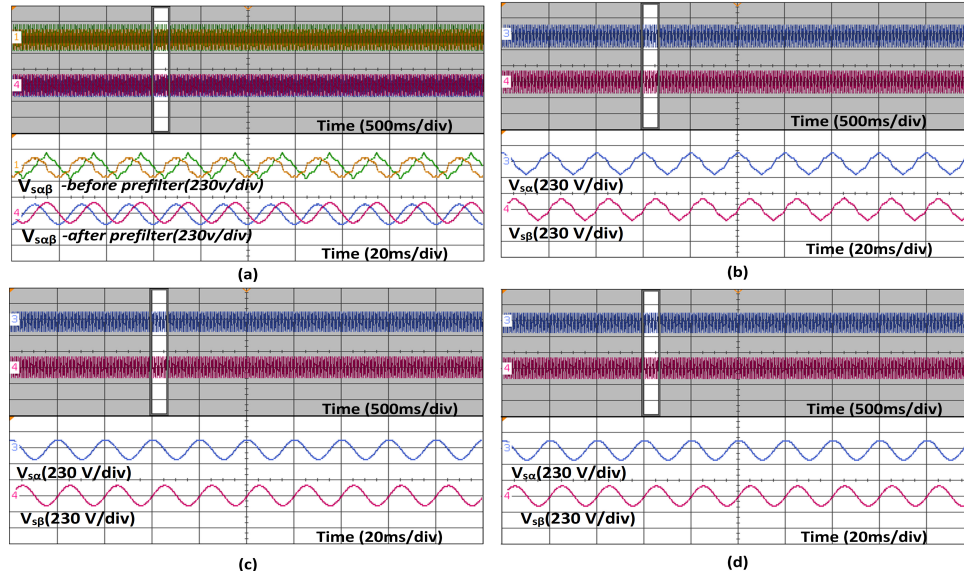 1
4
Time (500ms/div)
1
Vsαβ -before prefilter(230v/div)
4
Vsαβ -after prefilter(230v/div)
Time (20ms/div)
(a)
3
4
Time (500ms/div)
3
Vsα(230 V/div)
4
Vsβ(230 V/div)
Time (20ms/div)
(b)
3
4
Time (500ms/div)
3
Vsα(230 V/div)
4
Vsβ(230 V/div)
Time (20ms/div)
(c)
3
4
Time (500ms/div)
3
Vsα(230 V/div)
4
Vsβ(230 V/div)
Time (20ms/div)
(d)